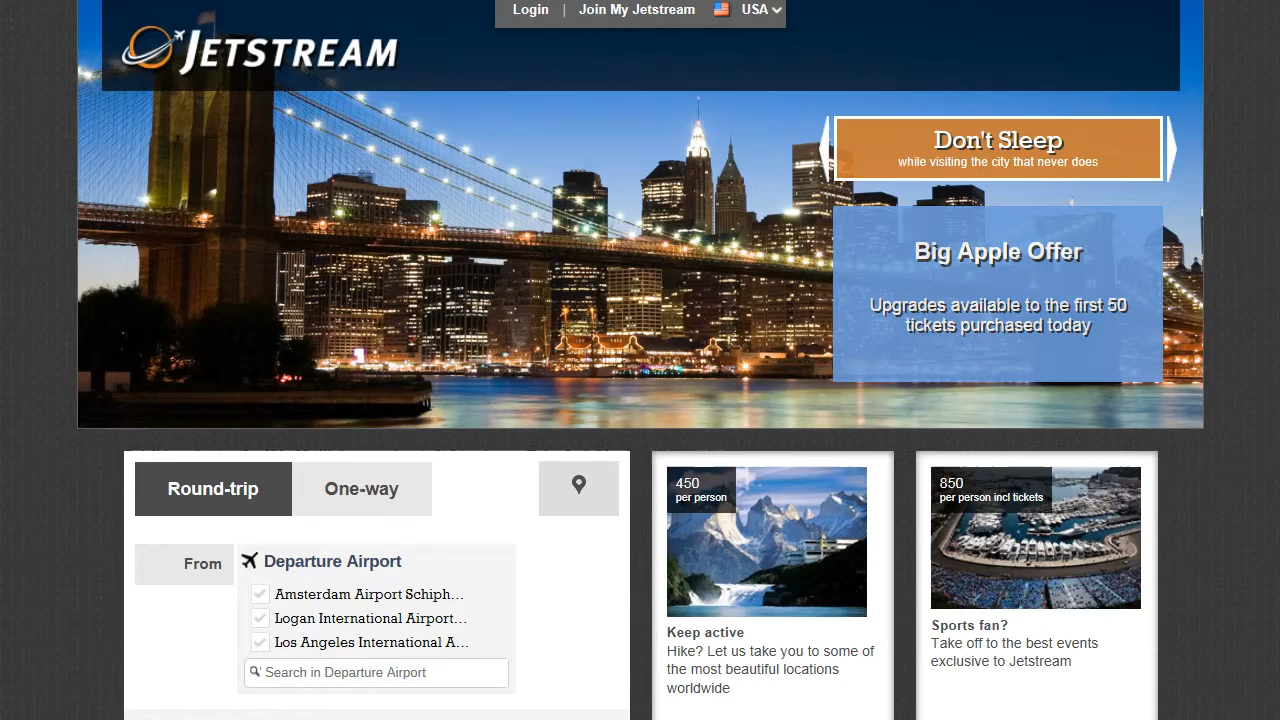 Login | Join My Jetstream USA
JETSTREAM
Don't Sleep
while visiting the city that never does
Big Apple Offer
Upgrades available to the first 50
tickets purchased today
Round-trip One-way
From
Departure Airport
Amsterdam Airport Schiph...
Logan International Airport...
Los Angeles International A...
Search in Departure Airport
450
per person
Keep active
Hike? Let us take you to some of
the most beautiful locations
worldwide
850
per person incl tickets
Sports fan?
Take off to the best events
exclusive to Jetstream